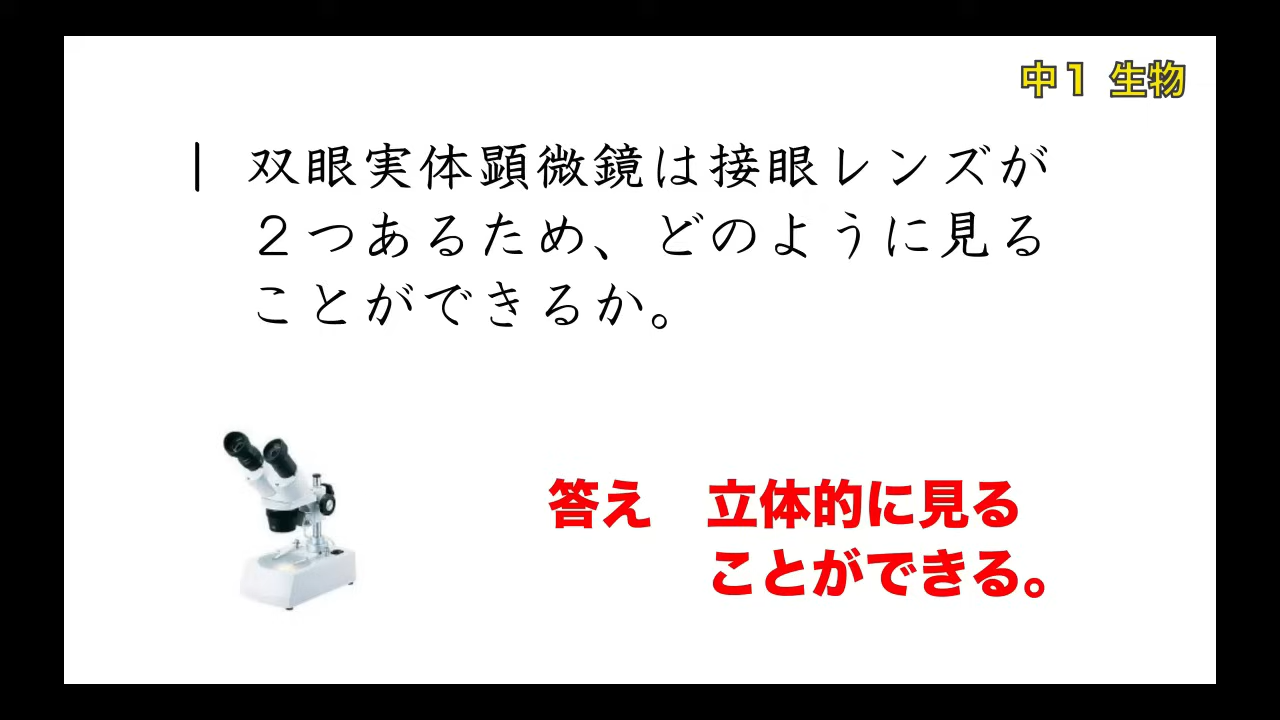 中１ 生物
１ 双眼実体顕微鏡は接眼レンズが
２つあるため、どのように見る
ことができるか。
答え　立体的に見る
ことができる。